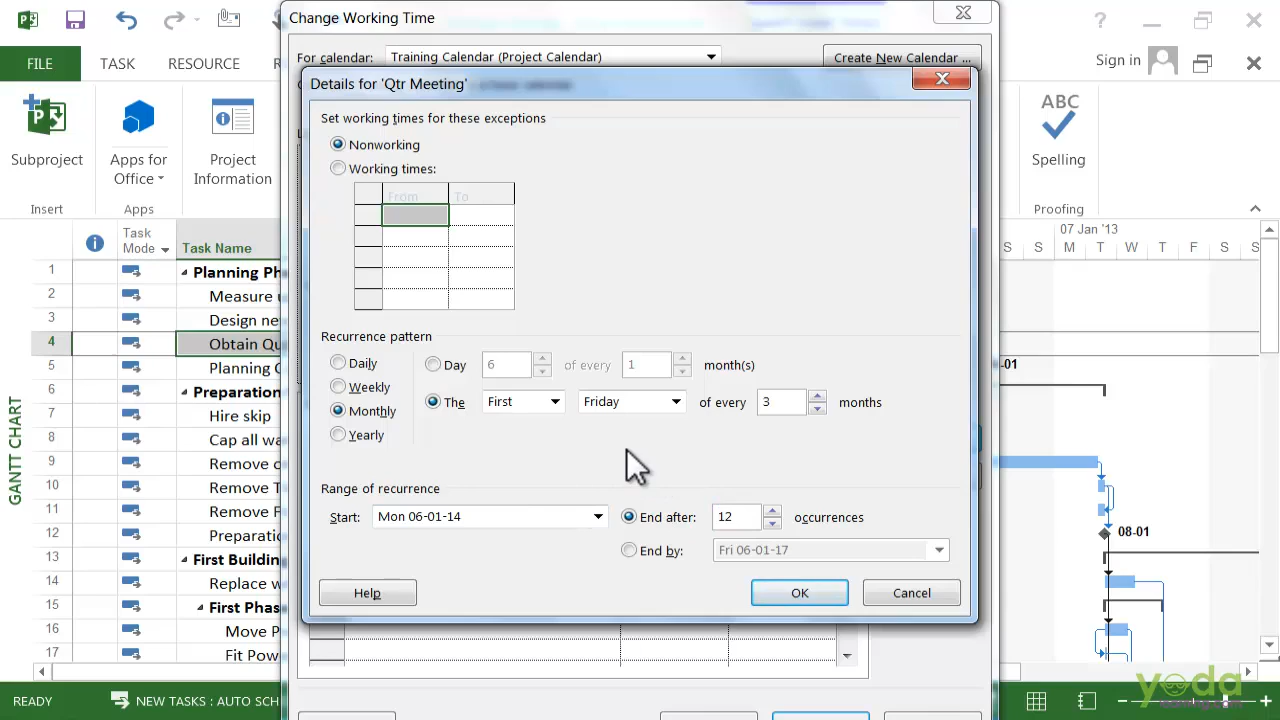 Change Working Time
For calendar: Training Calendar (Project Calendar) Create New Calendar ...
Sign in
FILE TASK RESOURCE
Details for 'Qtr Meeting'
Set working times for these exceptions
Nonworking
Working times:
From To
Subproject
Apps for Office
Project Information
ABC
Spelling
Insert
Apps
Proofing
Task Mode
Task Name
07 Jan '13
S S M T W T F S S
1 Planning Ph
2 Measure u
3 Design ne
4 Obtain Qu
5 Planning C
6 Preparation
7 Hire skip
8 Cap all wa
9 Remove c
10 Remove T
11 Remove F
12 Preparatio
13 First Building
14 Replace w
15 First Phas
16 Move P
17 Fit Pow
GANTT CHART
Recurrence pattern
Daily
Weekly
Monthly
Yearly
Day 6 of every 1 month(s)
The First Friday of every 3 months
Range of recurrence
Start: Mon 06-01-14
End after: 12 occurrences
End by: Fri 06-01-17
Help OK Cancel
-01
08-01
READY NEW TASKS : AUTO SCH
yoda
learning.com